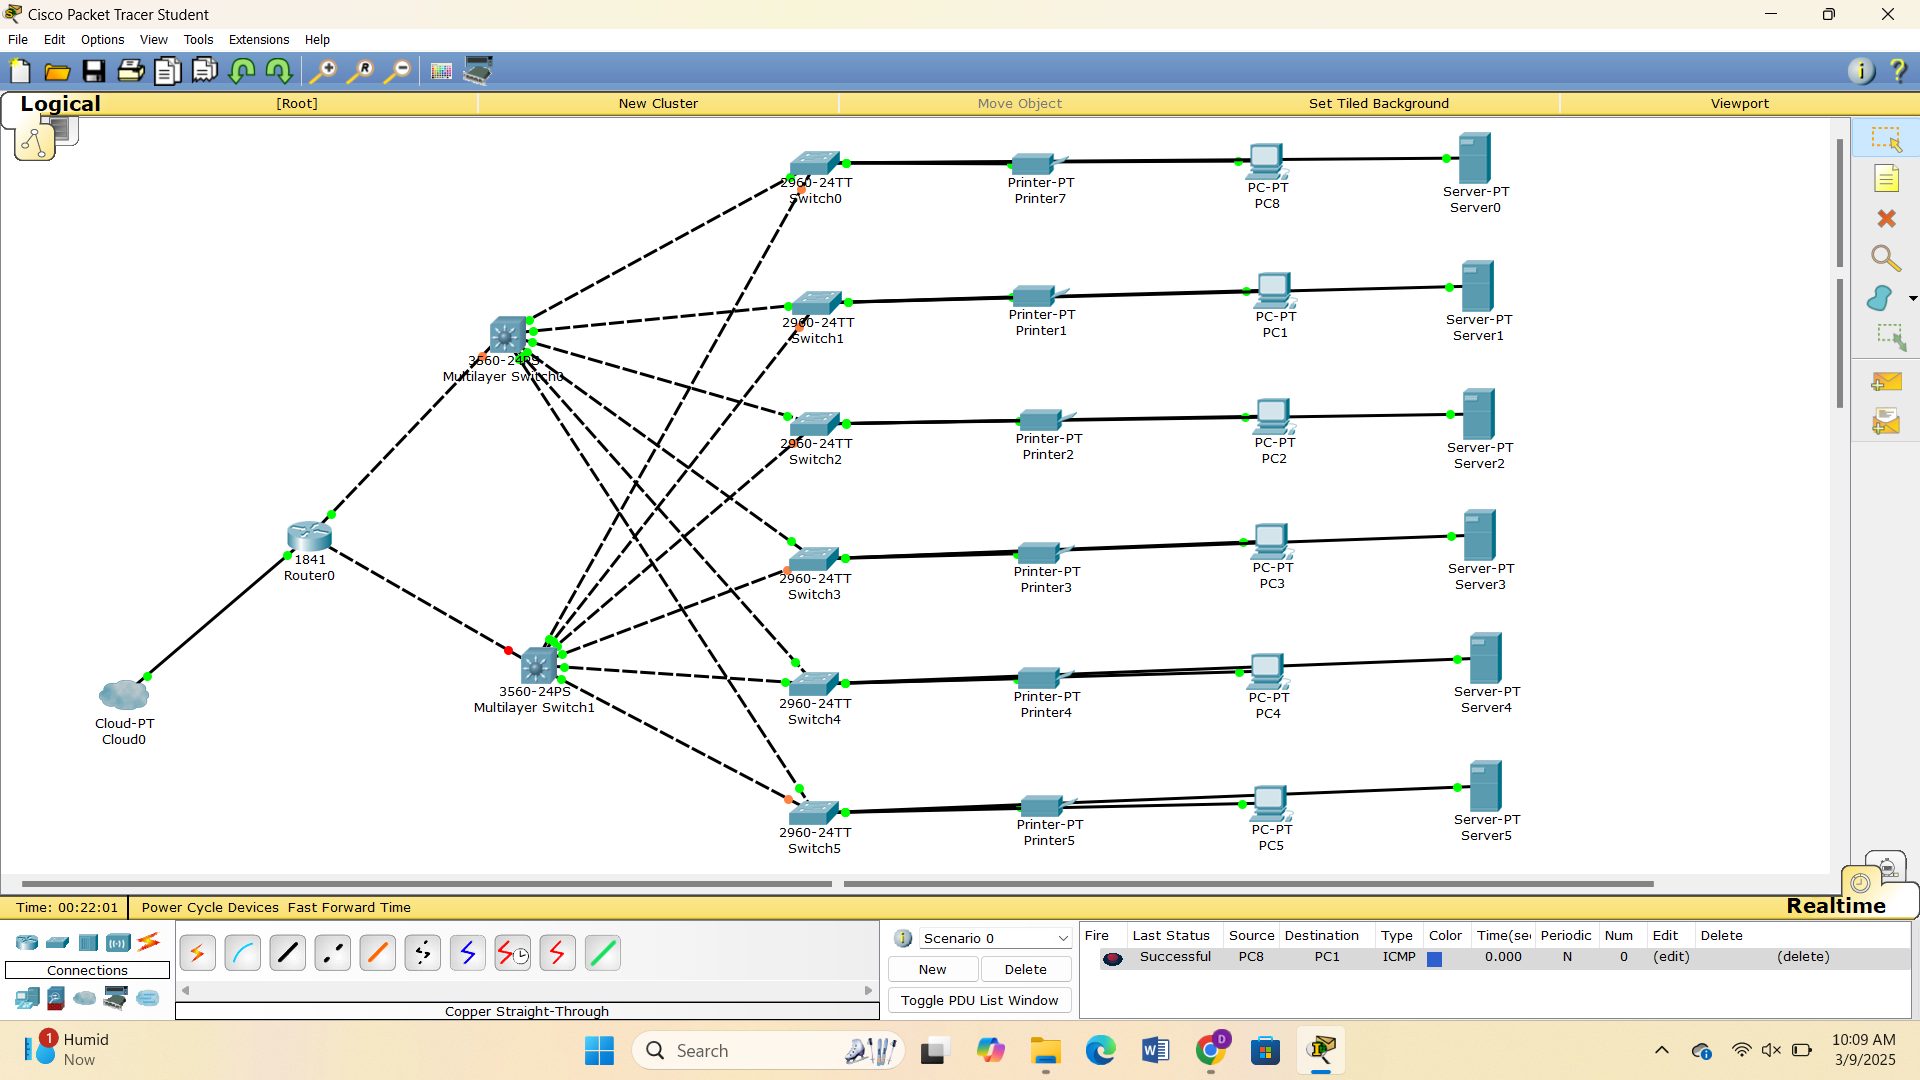 Cisco Packet Tracer Student
File Edit Options View Tools Extensions Help
Logical [Root] New Cluster Move Object Set Tiled Background Viewport
2960-24TT
Switch0
Printer-PT
Printer7
PC-PT
PC8
Server-PT
Server0
2960-24TT
Switch1
Printer-PT
Printer1
PC-PT
PC1
Server-PT
Server1
3560-24PS
Multilayer Switch0
2960-24TT
Switch2
Printer-PT
Printer2
PC-PT
PC2
Server-PT
Server2
1841
Router0
2960-24TT
Switch3
Printer-PT
Printer3
PC-PT
PC3
Server-PT
Server3
3560-24PS
Multilayer Switch1
2960-24TT
Switch4
Printer-PT
Printer4
PC-PT
PC4
Server-PT
Server4
Cloud-PT
Cloud0
2960-24TT
Switch5
Printer-PT
Printer5
PC-PT
PC5
Server-PT
Server5
Time: 00:22:01 Power Cycle Devices Fast Forward Time Realtime
Connections
Copper Straight-Through
Scenario 0
New Delete
Toggle PDU List Window
Fire Last Status Source Destination Type Color Time(sec Periodic Num Edit Delete
Successful PC8 PC1 ICMP 0.000 N 0 (edit) (delete)
1 Humid
Now
Search
D
10:09 AM
3/9/2025